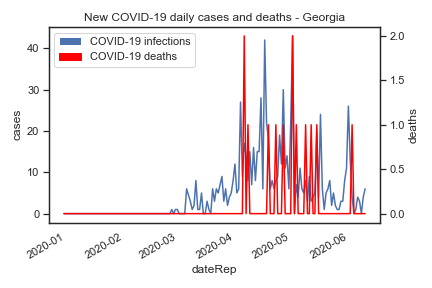 New COVID-19 daily cases and deaths - Georgia
COVID-19 infections
COVID-19 deaths
40
30
20
10
0
cases
2.0
1.5
1.0
0.5
0.0
deaths
2020-01
2020-02
2020-03
2020-04
2020-05
2020-06
dateRep